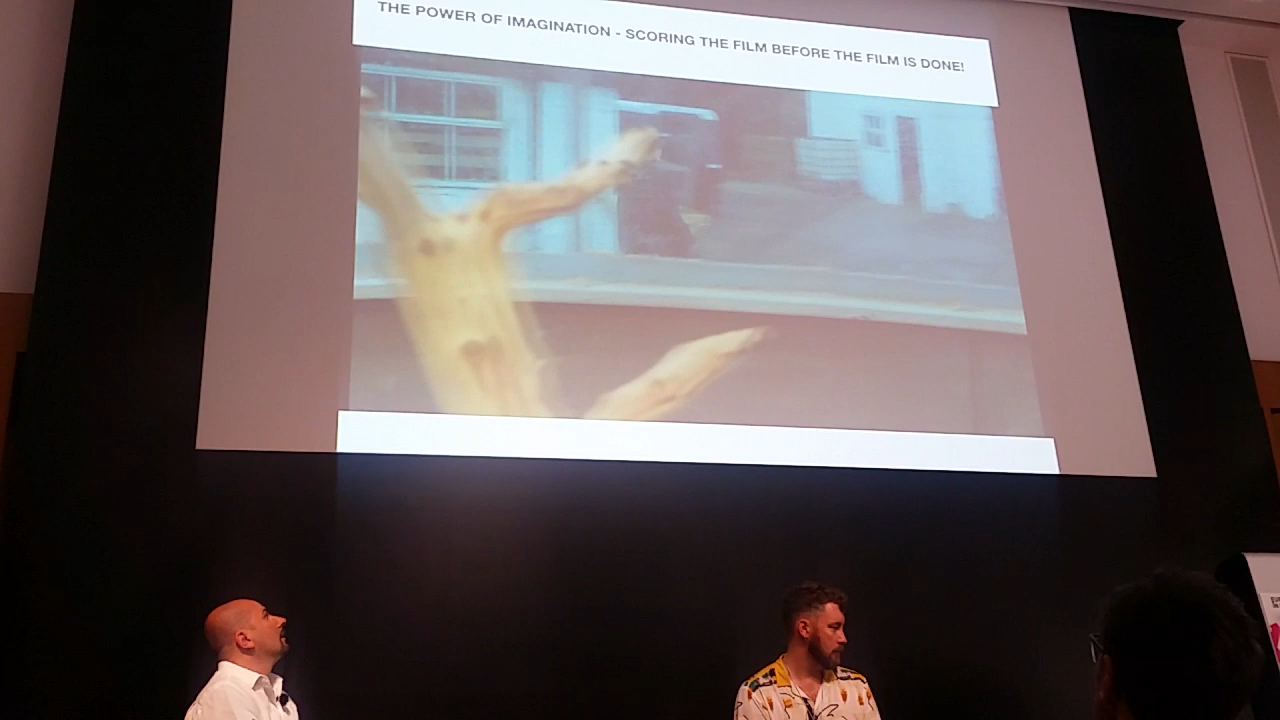 THE POWER OF IMAGINATION - SCORING THE FILM BEFORE THE FILM IS DONE!